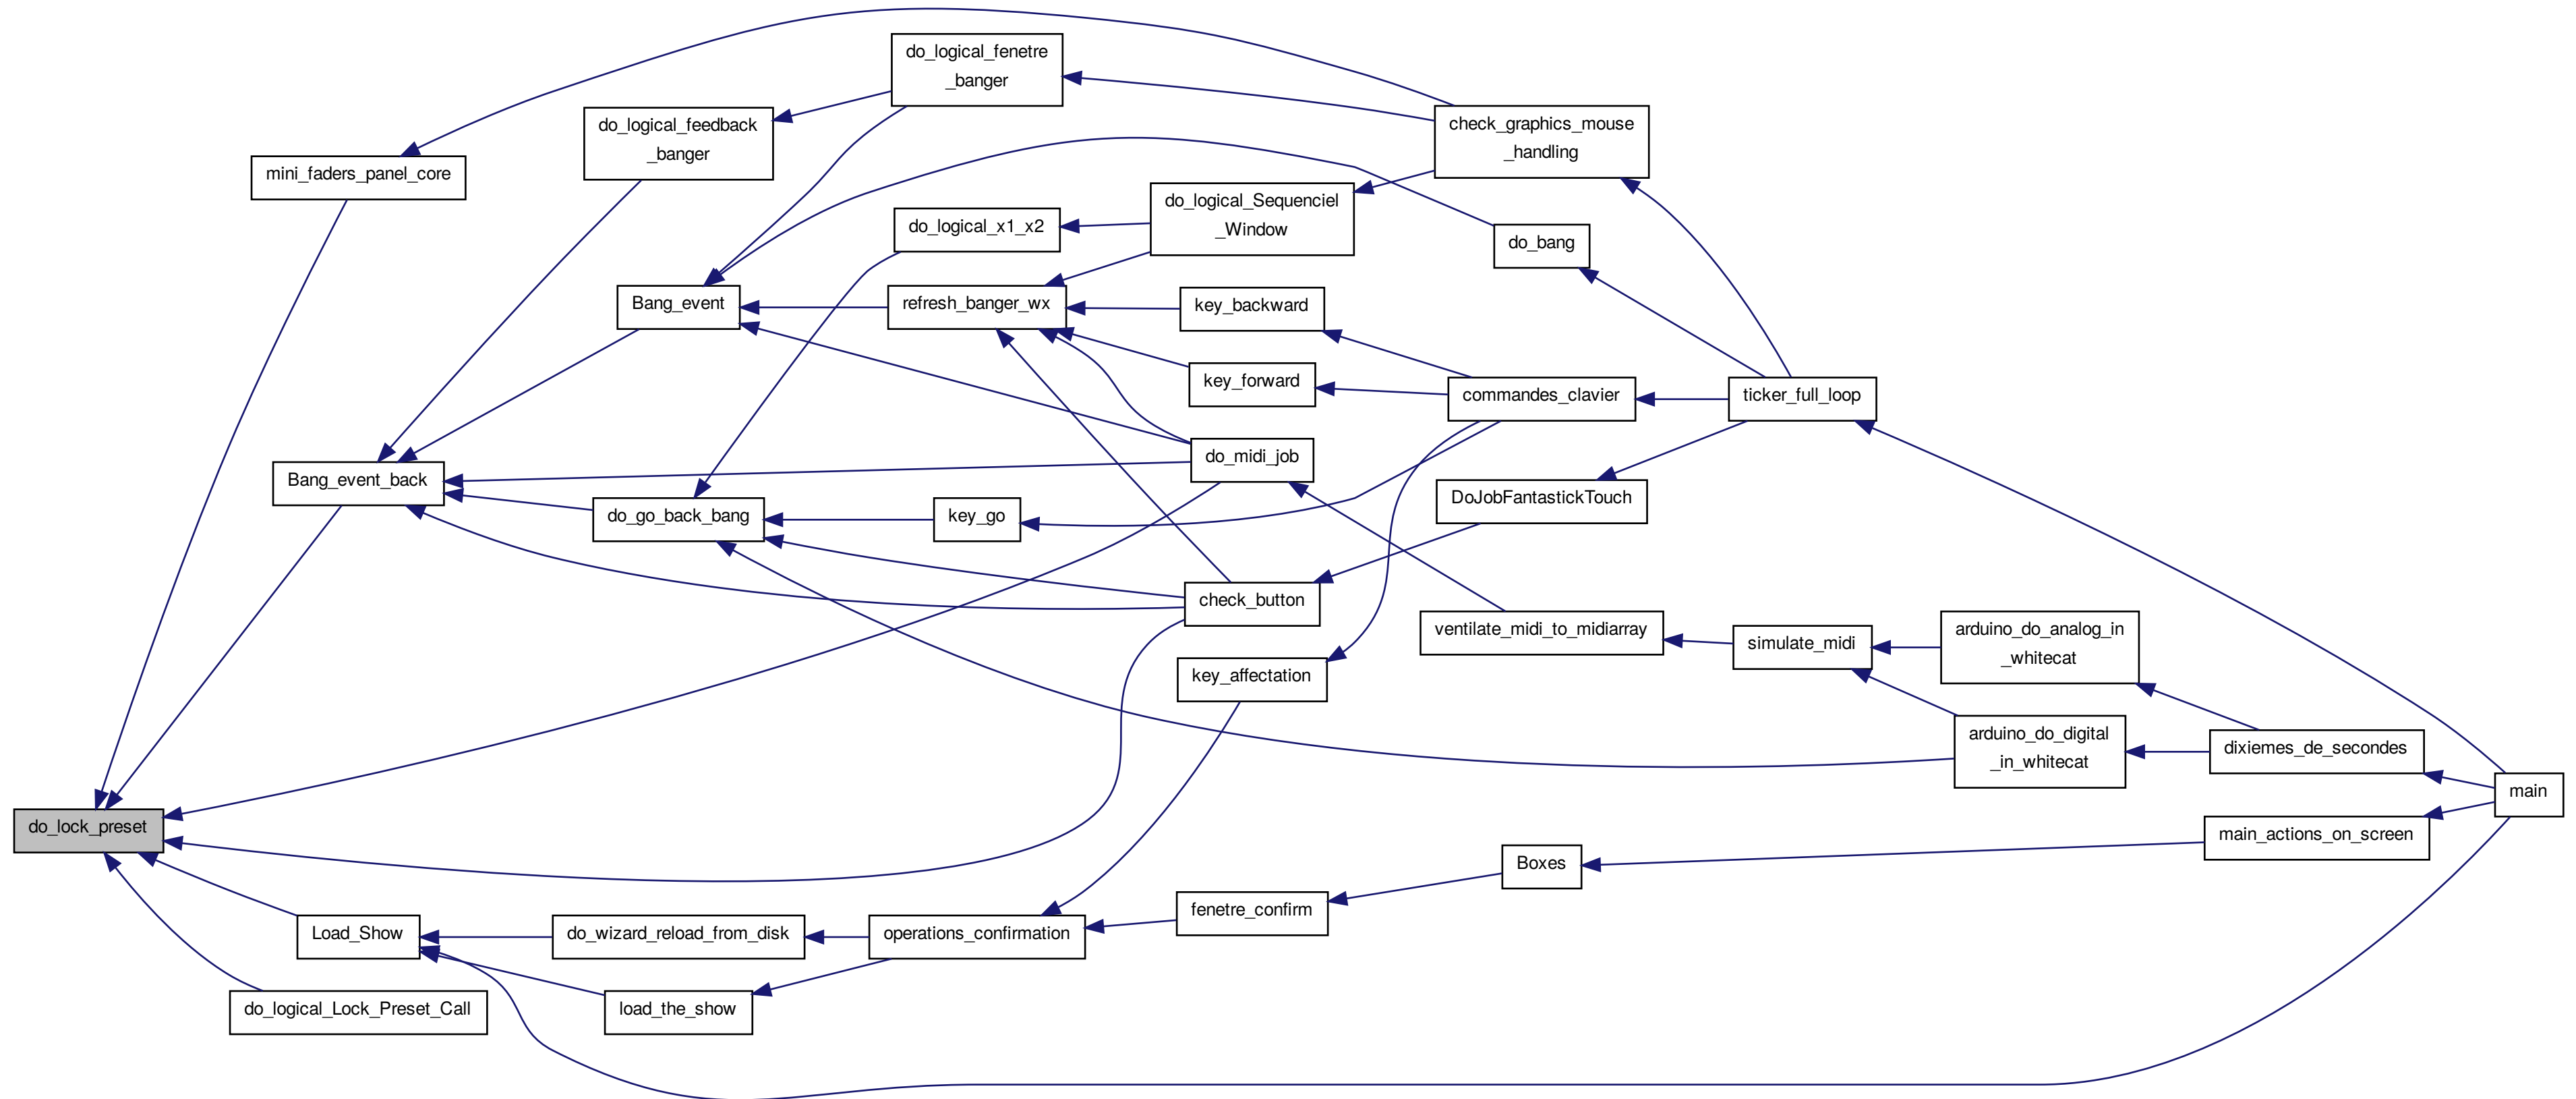 do_logical_fenetre
_banger
do_logical_feedback
_banger
check_graphics_mouse
_handling
mini_faders_panel_core
do_logical_Sequenciel
_Window
do_logical_x1_x2
do_bang
Bang_event
refresh_banger_wx
key_backward
key_forward
commandes_clavier
ticker_full_loop
do_midi_job
Bang_event_back
DoJobFantastickTouch
do_go_back_bang
key_go
check_button
ventilate_midi_to_midiarray
simulate_midi
arduino_do_analog_in
_whitecat
key_affectation
arduino_do_digital
_in_whitecat
dixiemes_de_secondes
main
do_lock_preset
main_actions_on_screen
Boxes
fenetre_confirm
Load_Show
do_wizard_reload_from_disk
operations_confirmation
do_logical_Lock_Preset_Call
load_the_show